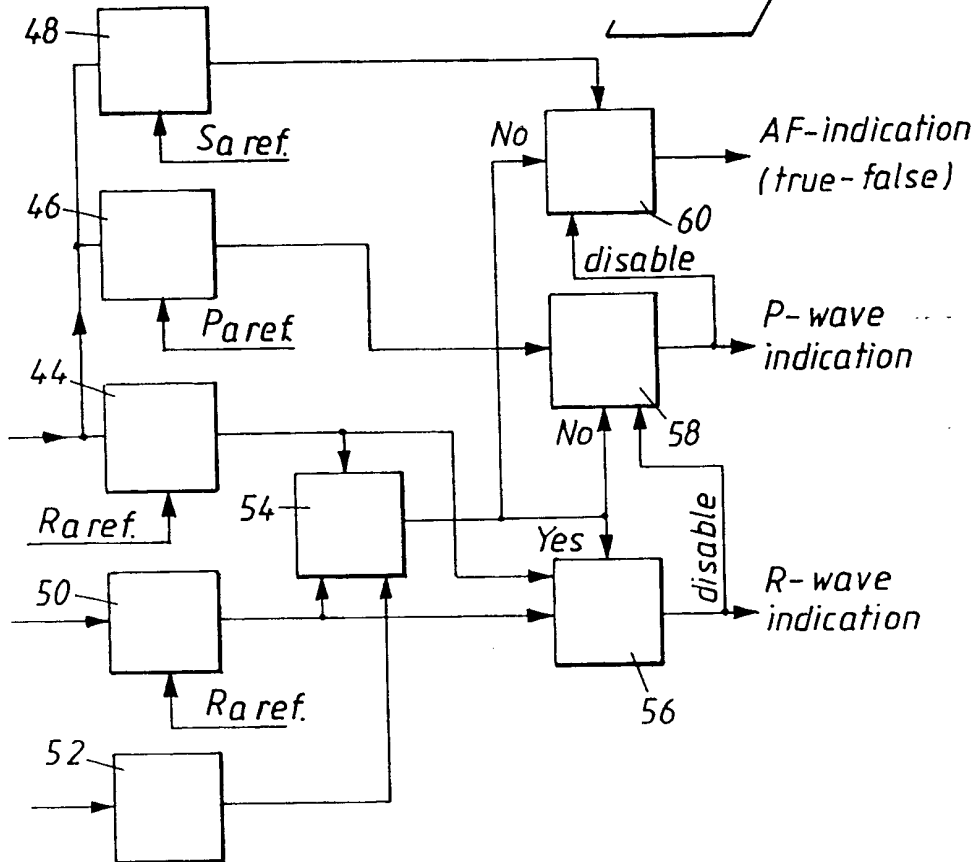 48
Sa ref.
No
AF-indication
(true-false)
60
46
disable
Pa ref.
P-wave
indication
58
44
No
Ra ref.
54
Yes
disable
50
R-wave
indication
Ra ref.
56
52